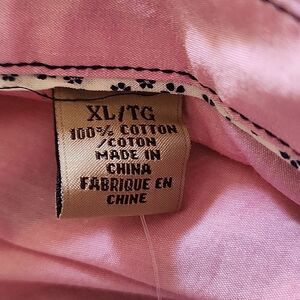 XL/TG
100% COTTON
/COTON
MADE IN
CHINA
FABRIQUE EN
CHINE